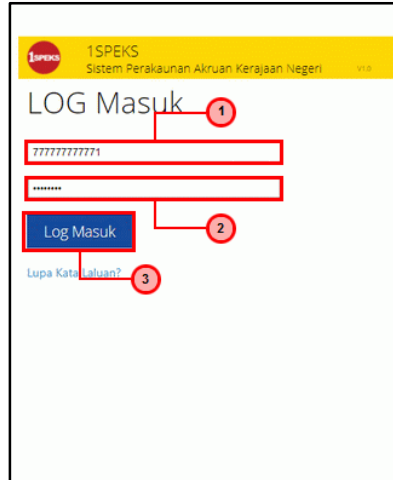 1SPEKS
1SPEKS
Sistem Perakaunan Akruan Kerajaan Negeri V1.0
LOG Masuk
1
777777777771
••••••••
2
Log Masuk
Lupa Kata Laluan?
3